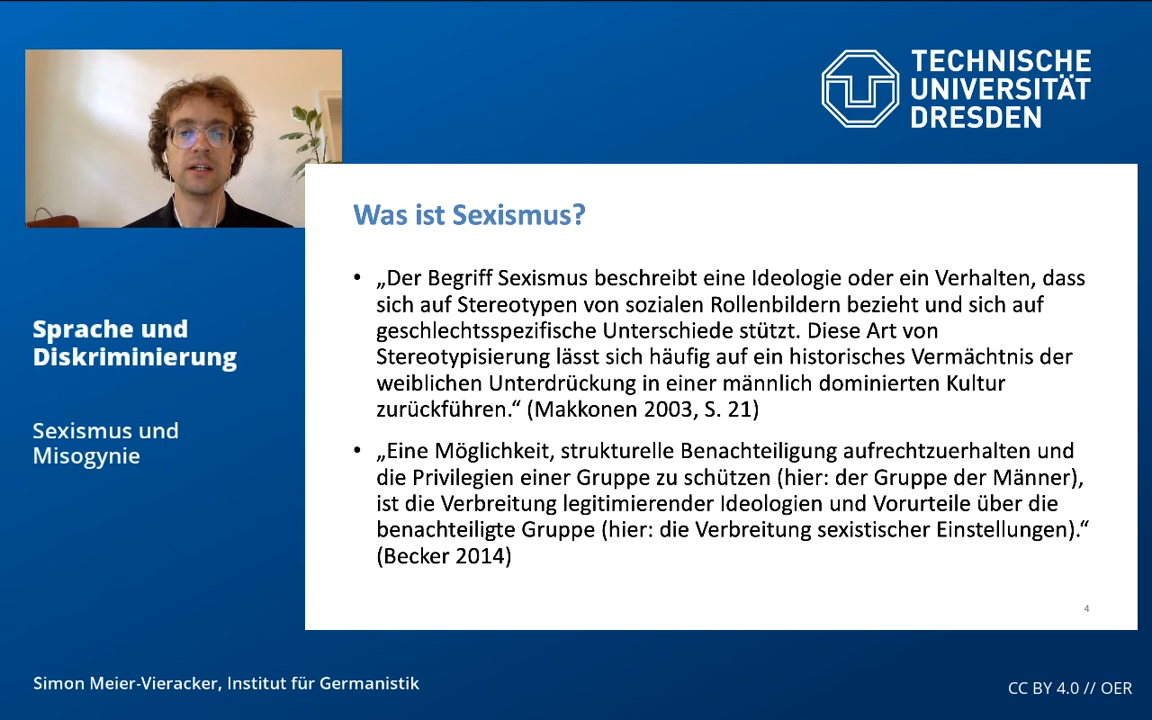 TECHNISCHE
UNIVERSITÄT
DRESDEN
Was ist Sexismus?
• „Der Begriff Sexismus beschreibt eine Ideologie oder ein Verhalten, dass
sich auf Stereotypen von sozialen Rollenbildern bezieht und sich auf
geschlechtsspezifische Unterschiede stützt. Diese Art von
Stereotypisierung lässt sich häufig auf ein historisches Vermächtnis der
weiblichen Unterdrückung in einer männlich dominierten Kultur
zurückführen.“ (Makkonen 2003, S. 21)
• „Eine Möglichkeit, strukturelle Benachteiligung aufrechtzuerhalten und
die Privilegien einer Gruppe zu schützen (hier: der Gruppe der Männer),
ist die Verbreitung legitimierender Ideologien und Vorurteile über die
benachteiligte Gruppe (hier: die Verbreitung sexistischer Einstellungen).“
(Becker 2014)
4
Sprache und
Diskriminierung
Sexismus und
Misogynie
Simon Meier-Vieracker, Institut für Germanistik
CC BY 4.0 // OER